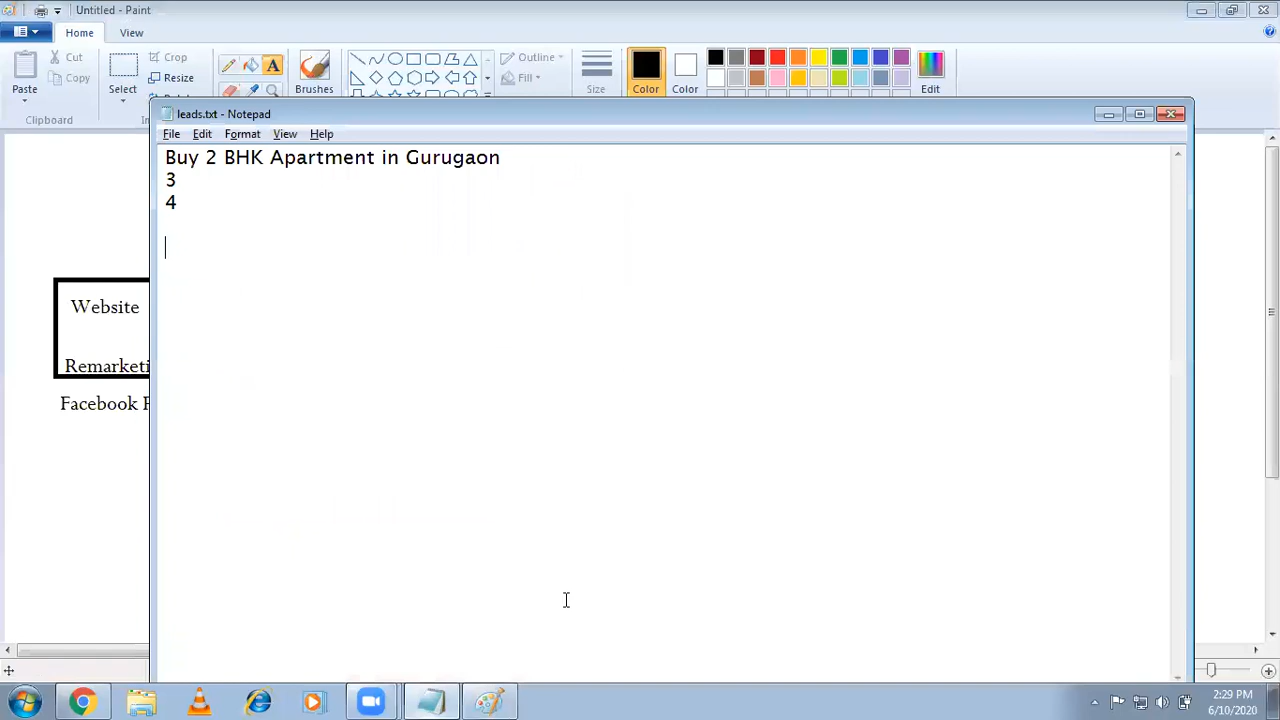 Untitled - Paint
Home
View
Paste
Cut
Copy
Clipboard
Select
Crop
Resize
Brushes
Outline
Fill
Size
Color
Color
Edit
leads.txt - Notepad
File Edit Format View Help
Buy 2 BHK Apartment in Gurugaon
3
4
Website
Remarketi
Facebook
2:29 PM
6/10/2020